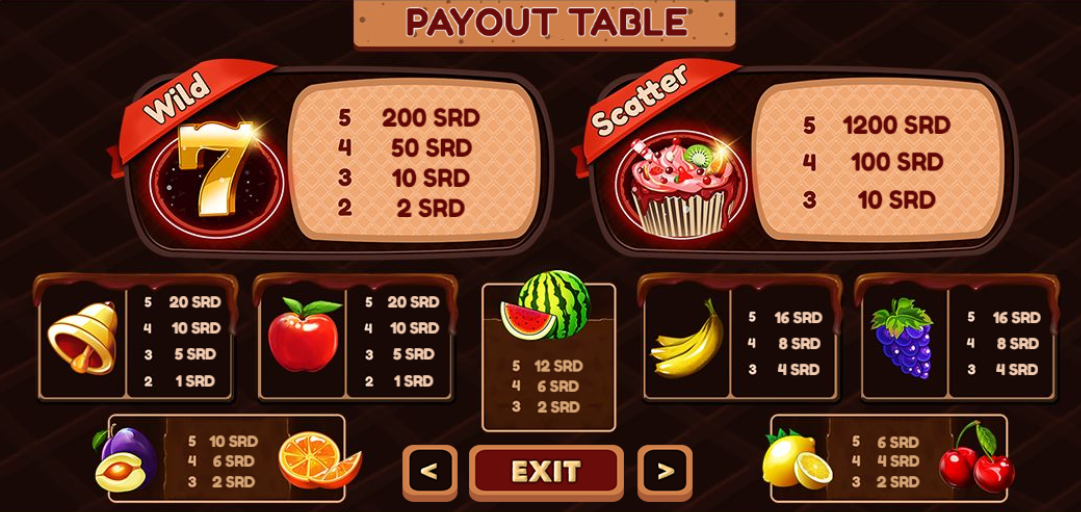 PAYOUT TABLE
Wild
5 200 SRD
4 50 SRD
3 10 SRD
2 2 SRD
Scatter
5 1200 SRD
4 100 SRD
3 10 SRD
5 20 SRD
4 10 SRD
3 5 SRD
2 1 SRD
5 20 SRD
4 10 SRD
3 5 SRD
2 1 SRD
5 12 SRD
4 6 SRD
3 2 SRD
5 16 SRD
4 8 SRD
3 4 SRD
5 16 SRD
4 8 SRD
3 4 SRD
5 10 SRD
4 6 SRD
3 2 SRD
< EXIT >
5 6 SRD
4 4 SRD
3 2 SRD